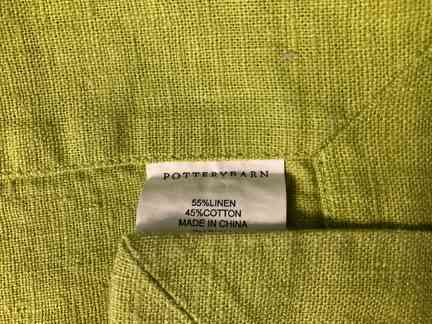 POTTERYBARN
55%LINEN
45%COTTON
MADE IN CHINA